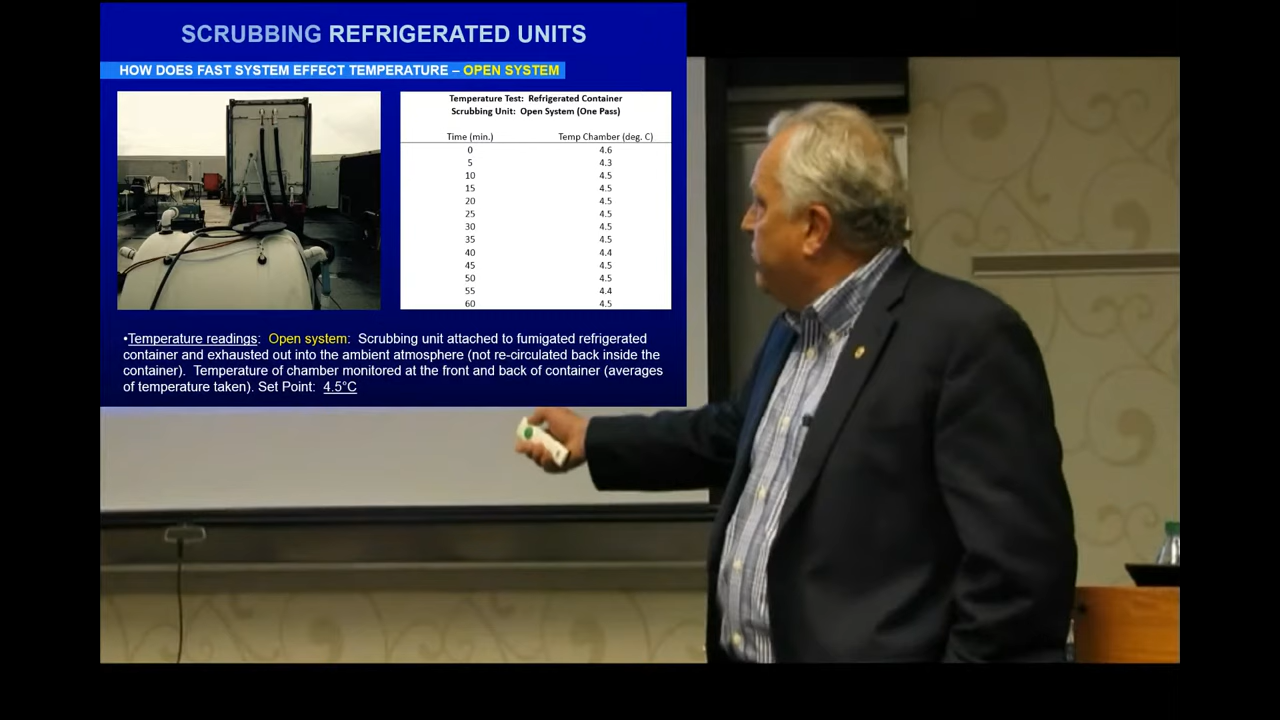 SCRUBBING REFRIGERATED UNITS
HOW DOES FAST SYSTEM EFFECT TEMPERATURE – OPEN SYSTEM
Temperature Test: Refrigerated Container
Scrubbing Unit: Open System (One Pass)
Time (min.) Temp Chamber (deg. C)
0 4.6
5 4.3
10 4.5
15 4.5
20 4.5
25 4.5
30 4.5
35 4.5
40 4.4
45 4.5
50 4.5
55 4.4
60 4.5
•Temperature readings: Open system: Scrubbing unit attached to fumigated refrigerated
container and exhausted out into the ambient atmosphere (not re-circulated back inside the
container). Temperature of chamber monitored at the front and back of container (averages
of temperature taken). Set Point: 4.5°C